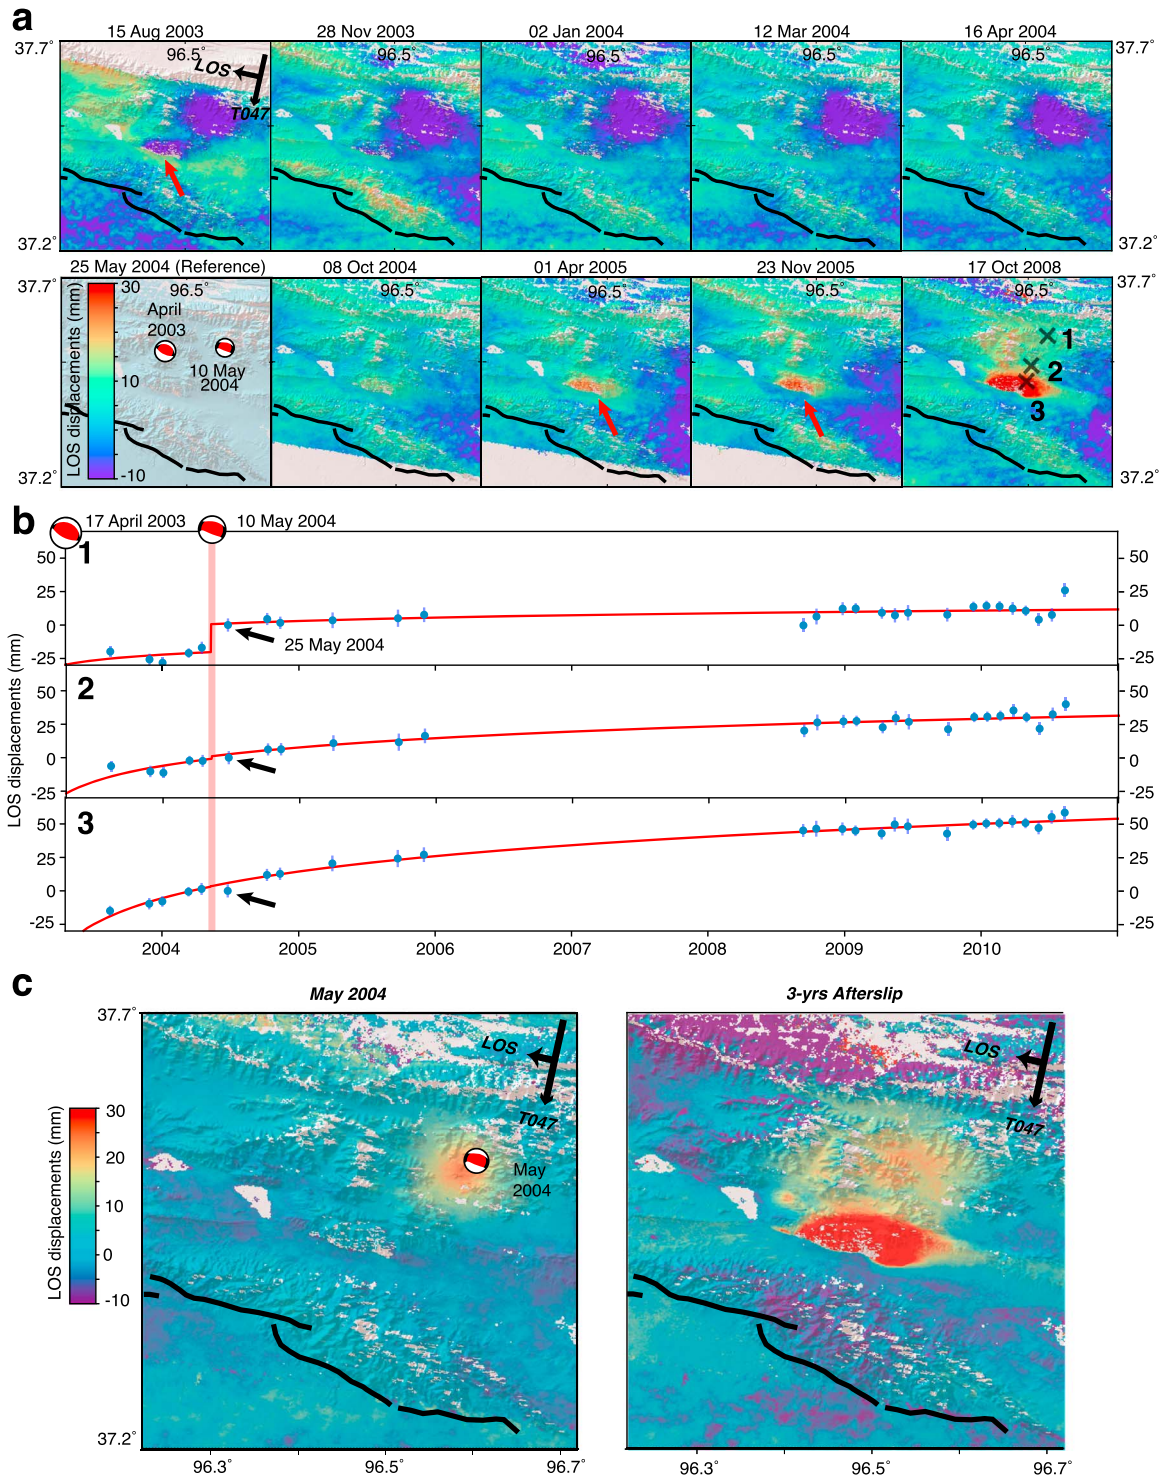 a
15 Aug 2003 28 Nov 2003 02 Jan 2004 12 Mar 2004 16 Apr 2004
37.7° 96.5° 96.5° 96.5° 96.5° 96.5° 37.7°
LOS
T047
37.2° 37.2°
25 May 2004 (Reference) 08 Oct 2004 01 Apr 2005 23 Nov 2005 17 Oct 2008
37.7° 96.5° 96.5° 96.5° 96.5° 96.5° 37.7°
LOS displacements (mm)
30
10
-10
April
2003
10 May
2004
1
2
3
37.2° 37.2°
b
17 April 2003 10 May 2004
LOS displacements (mm)
1
50 50
25 25
0 0
25 May 2004
-25 -25
2
50 50
25 25
0 0
-25 -25
3
50 50
25 25
0 0
-25 -25
2004 2005 2006 2007 2008 2009 2010
c
May 2004 3-yrs Afterslip
37.7°
LOS LOS
T047 T047
LOS displacements (mm)
30
20
10
0
-10
May
2004
37.2°
96.3° 96.5° 96.7° 96.3° 96.5° 96.7°